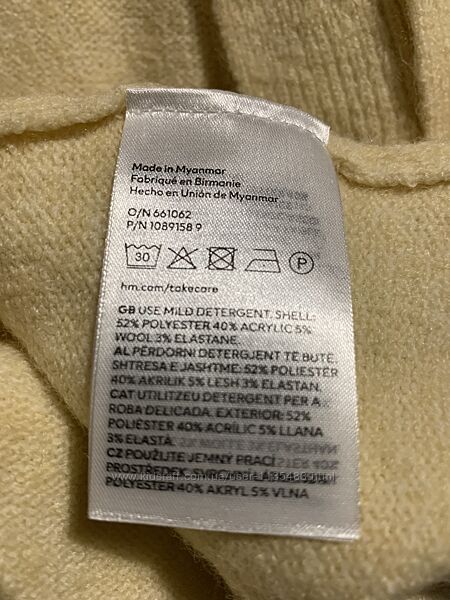 Made in Myanmar
Fabriqué en Birmanie
Hecho en Unión de Myanmar
O/N 661062
P/N 1089158 9
30
P
hm.com/takecare
GB USE MILD DETERGENT. SHELL:
52% POLYESTER 40% ACRYLIC 5%
WOOL 3% ELASTANE.
AL PËRDORNI DETERGJENT TË BUTË.
SHTRESA E JASHTME: 52% POLIESTËR
40% AKRILIK 5% LESH 3% ELASTAN.
CAT UTILITZEU DETERGENT PER A
ROBA DELICADA. EXTERIOR: 52%
POLIÈSTER 40% ACRÍLIC 5% LLANA
3% ELASTÀ.
CZ POUŽIJTE JEMNÝ PRACÍ
PROSTŘEDEK. SVRCHNÍ
POLYESTER 40% AKRYL 5% VLNA